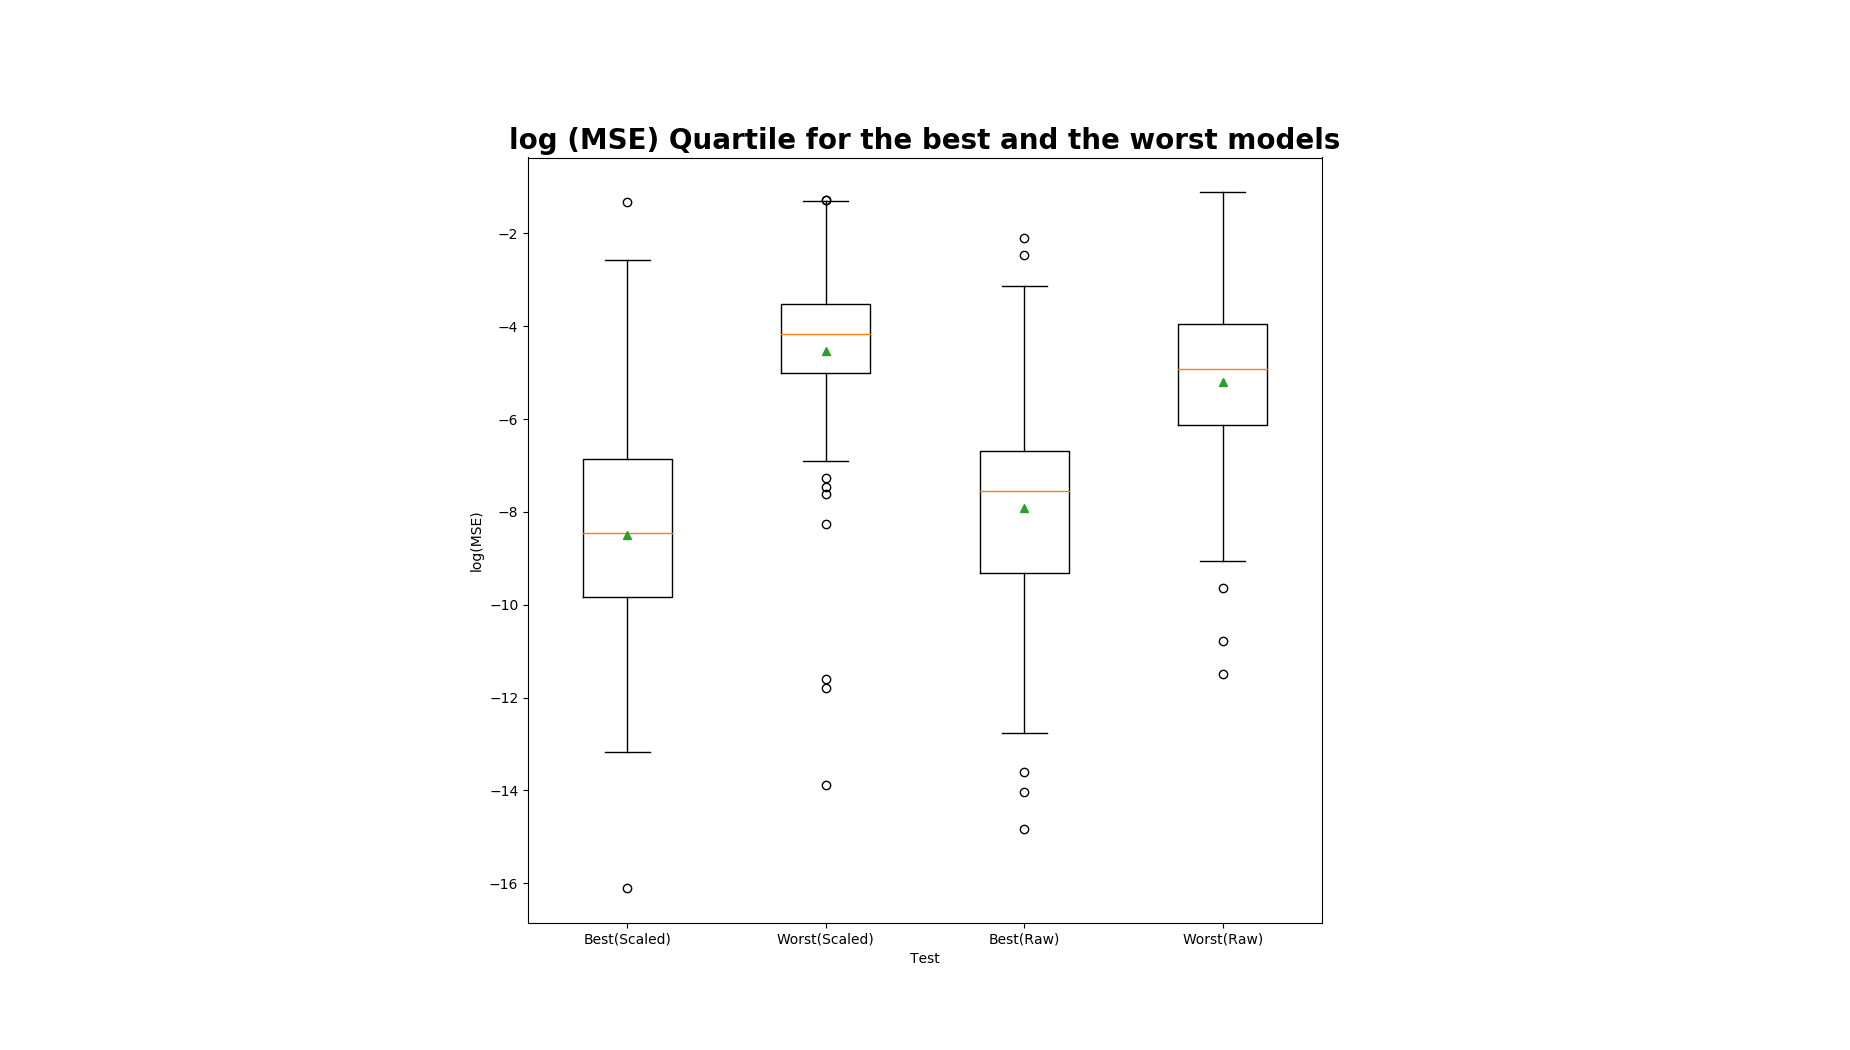 log (MSE) Quartile for the best and the worst models
−2
−4
−6
−8
−10
−12
−14
−16
log(MSE)
Best(Scaled)
Worst(Scaled)
Best(Raw)
Worst(Raw)
Test